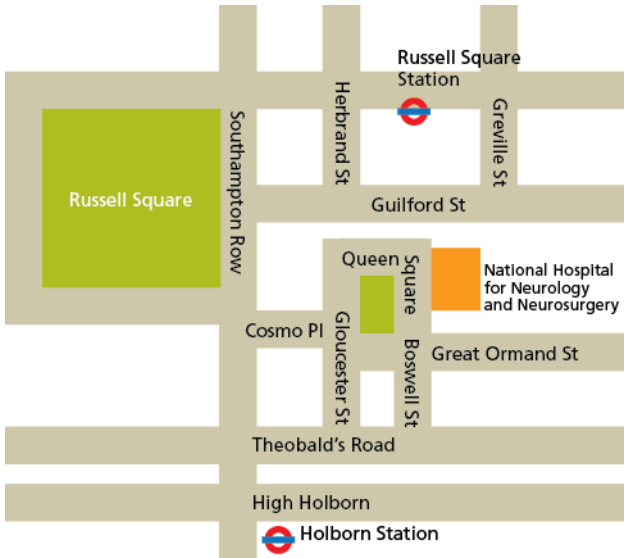 Russell Square
Station
Herbrand St
Greville St
Southampton Row
Russell Square
Guilford St
Queen
Square
National Hospital
for Neurology
and Neurosurgery
Cosmo Pl
Gloucester St
Boswell St
Great Ormand St
Theobald's Road
High Holborn
Holborn Station